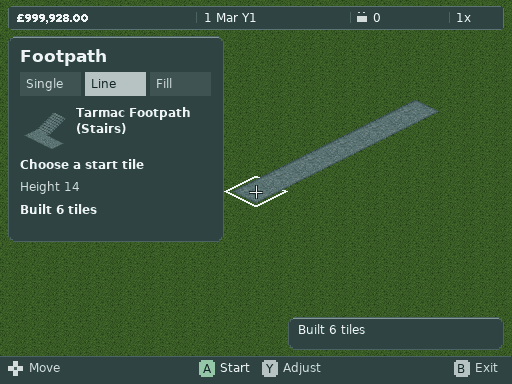 £999,928.00 1 Mar Y1 0 1x
Footpath
Single Line Fill
Tarmac Footpath
(Stairs)
Choose a start tile
Height 14
Built 6 tiles
Built 6 tiles
Move A Start Y Adjust B Exit